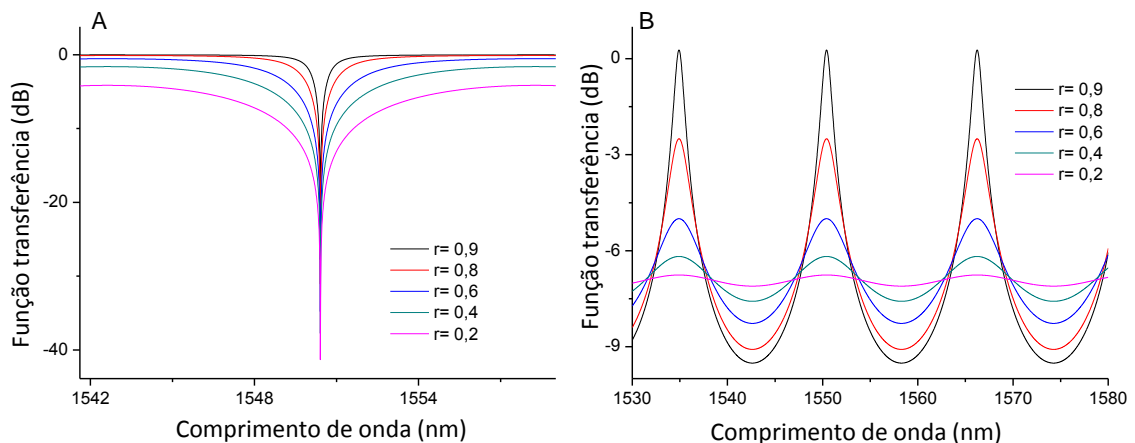 A
Função transferência (dB)
0
-20
-40
r= 0,9
r= 0,8
r= 0,6
r= 0,4
r= 0,2
1542
1548
1554
Comprimento de onda (nm)
B
Função transferência (dB)
0
-3
-6
-9
r= 0,9
r= 0,8
r= 0,6
r= 0,4
r= 0,2
1530
1540
1550
1560
1570
1580
Comprimento de onda (nm)